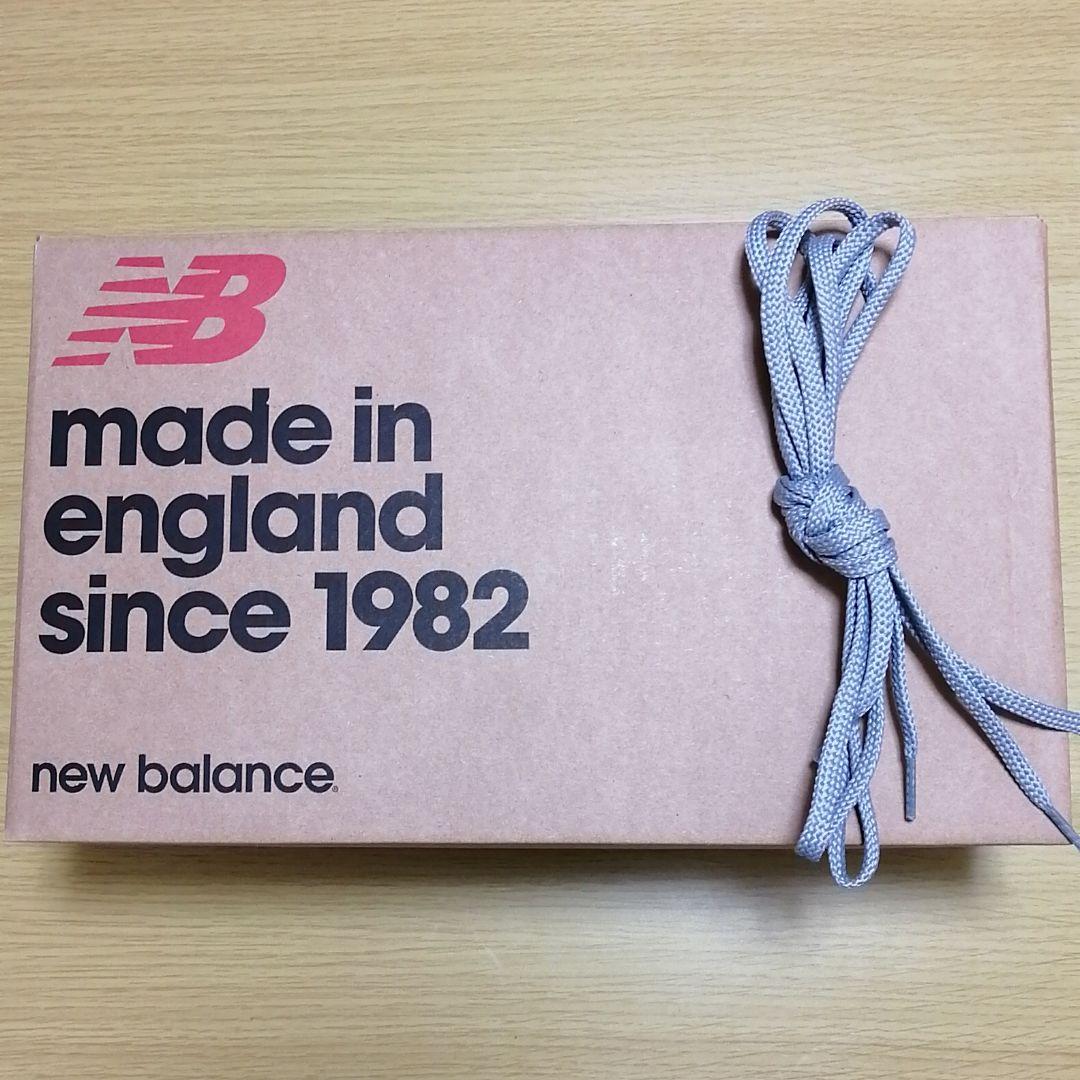 NB
made in
england
since 1982
new balance®